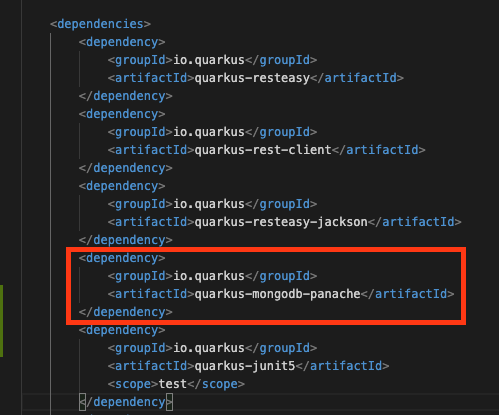 <dependencies>
<dependency>
<groupId>io.quarkus</groupId>
<artifactId>quarkus-resteasy</artifactId>
</dependency>
<dependency>
<groupId>io.quarkus</groupId>
<artifactId>quarkus-rest-client</artifactId>
</dependency>
<dependency>
<groupId>io.quarkus</groupId>
<artifactId>quarkus-resteasy-jackson</artifactId>
</dependency>
<dependency>
<groupId>io.quarkus</groupId>
<artifactId>quarkus-mongodb-panache</artifactId>
</dependency>
<dependency>
<groupId>io.quarkus</groupId>
<artifactId>quarkus-junit5</artifactId>
<scope>test</scope>
</dependency>